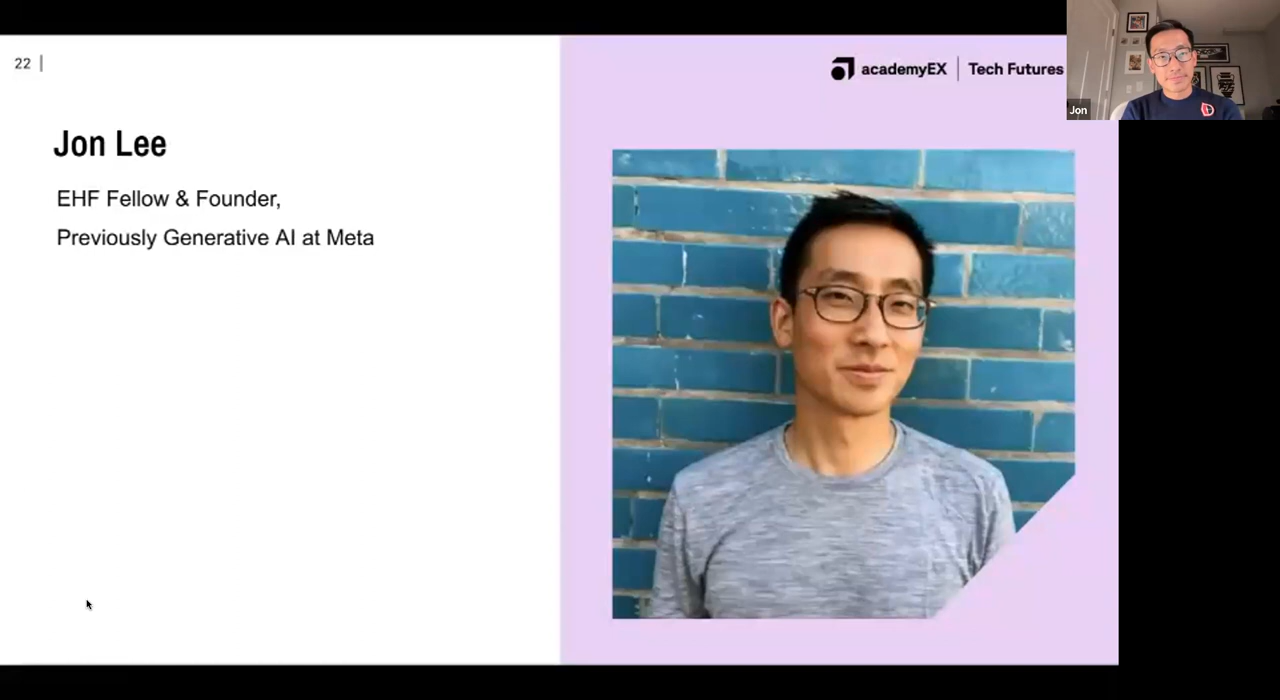 22 |
academyEX | Tech Futures
Jon
Jon Lee
EHF Fellow & Founder,
Previously Generative AI at Meta